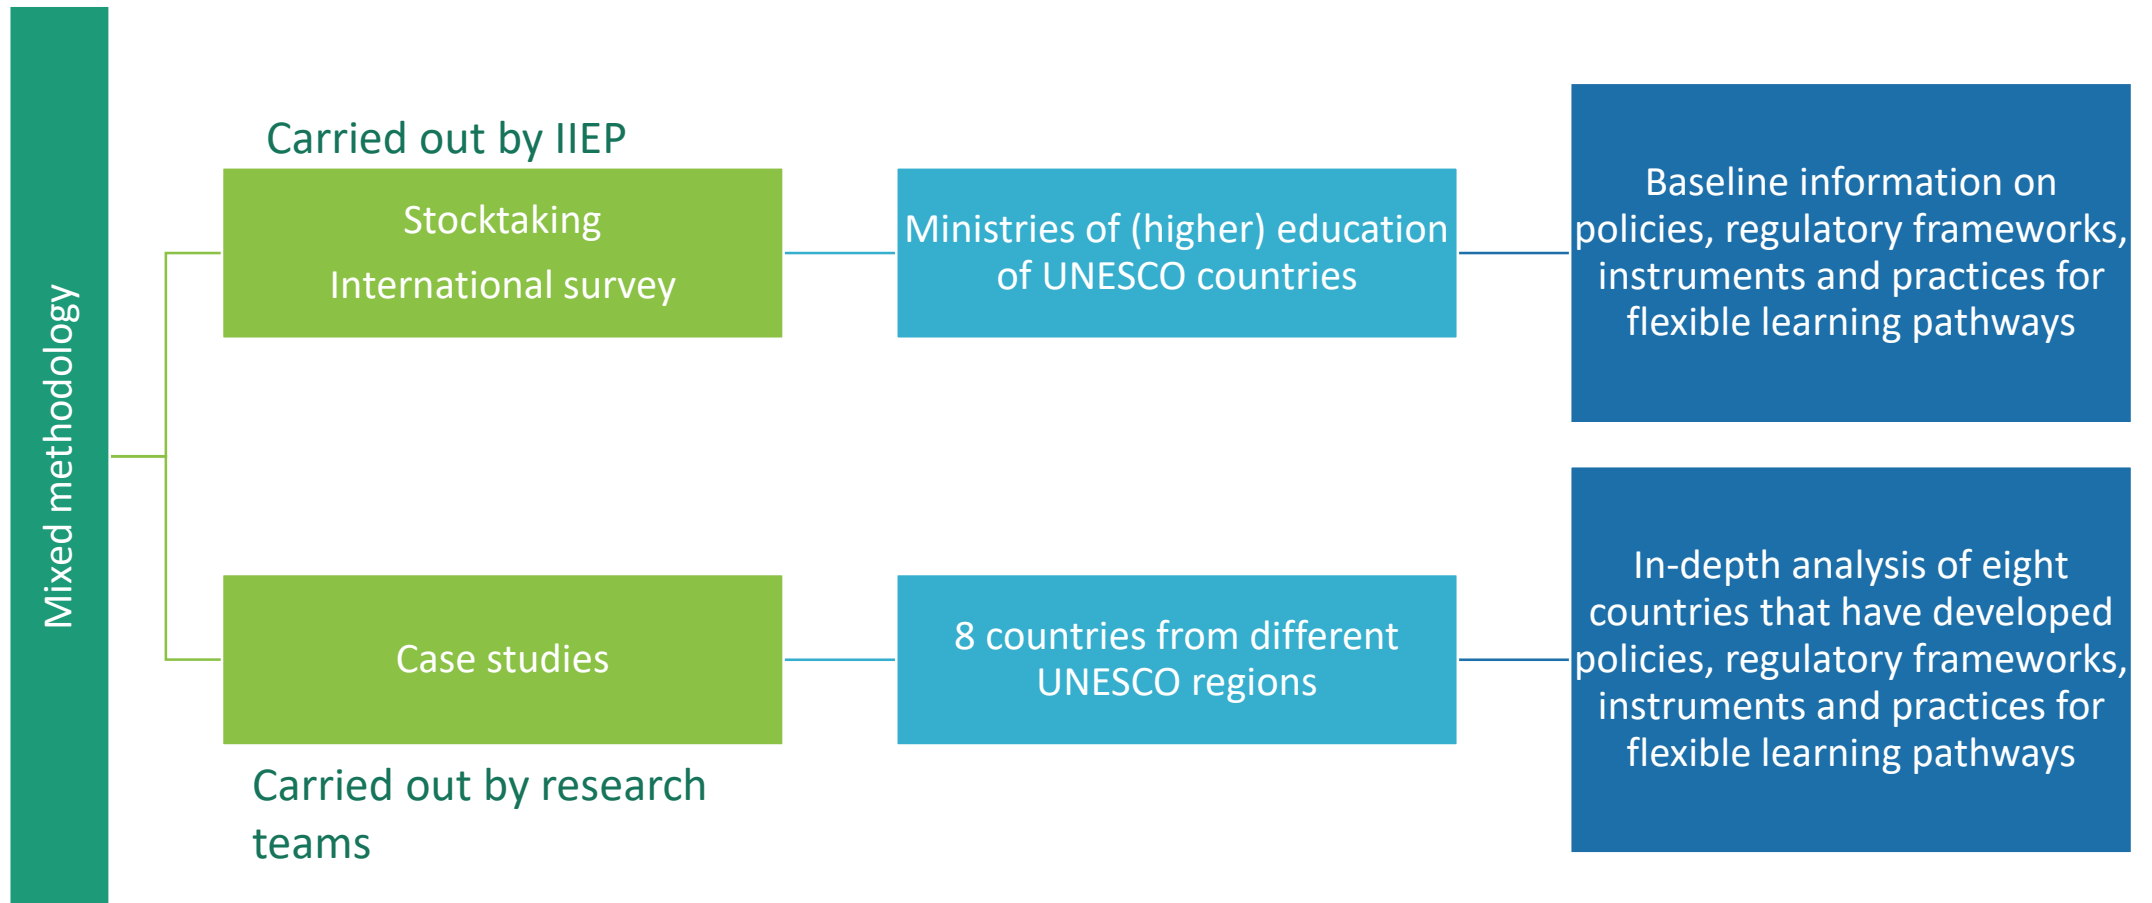 Mixed methodology
Carried out by IIEP
Stocktaking
International survey
Ministries of (higher) education
of UNESCO countries
Baseline information on
policies, regulatory frameworks,
instruments and practices for
flexible learning pathways
Case studies
Carried out by research
teams
8 countries from different
UNESCO regions
In-depth analysis of eight
countries that have developed
policies, regulatory frameworks,
instruments and practices for
flexible learning pathways